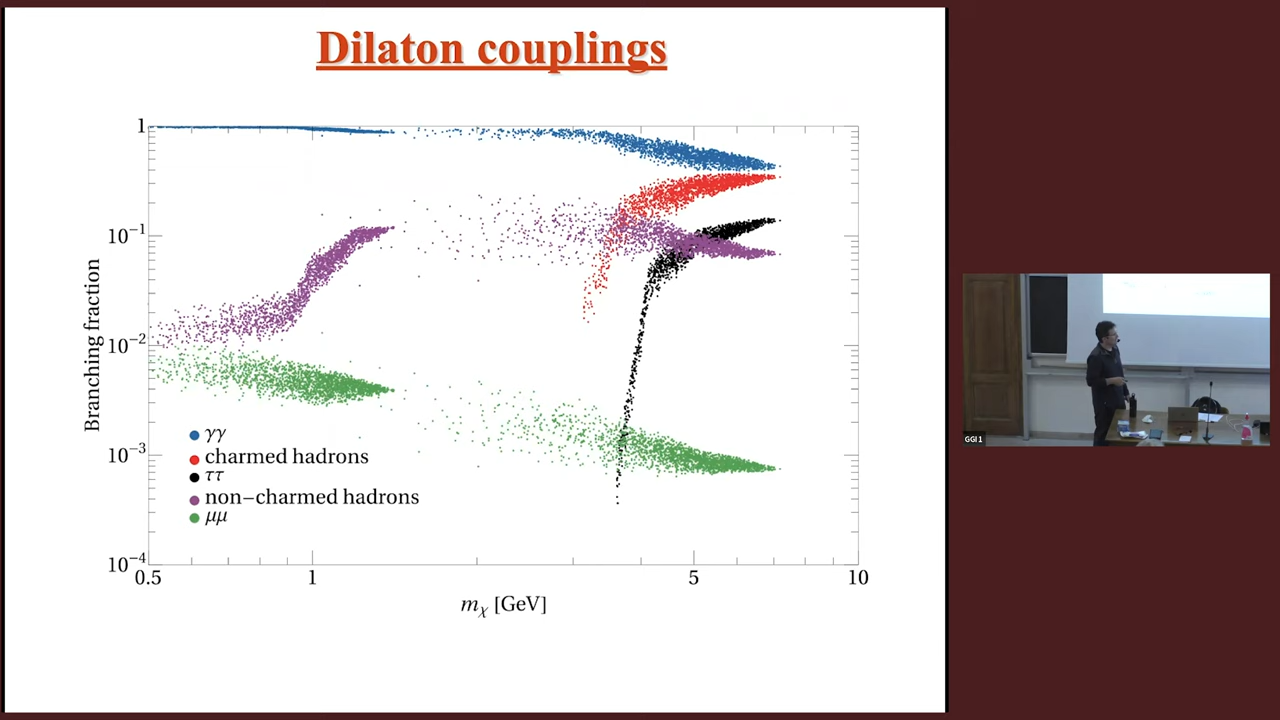 Dilaton couplings
1
10⁻¹
10⁻²
10⁻³
10⁻⁴
Branching fraction
γγ
charmed hadrons
ττ
non−charmed hadrons
μμ
0.5
1
5
10
mχ [GeV]
GGI 1